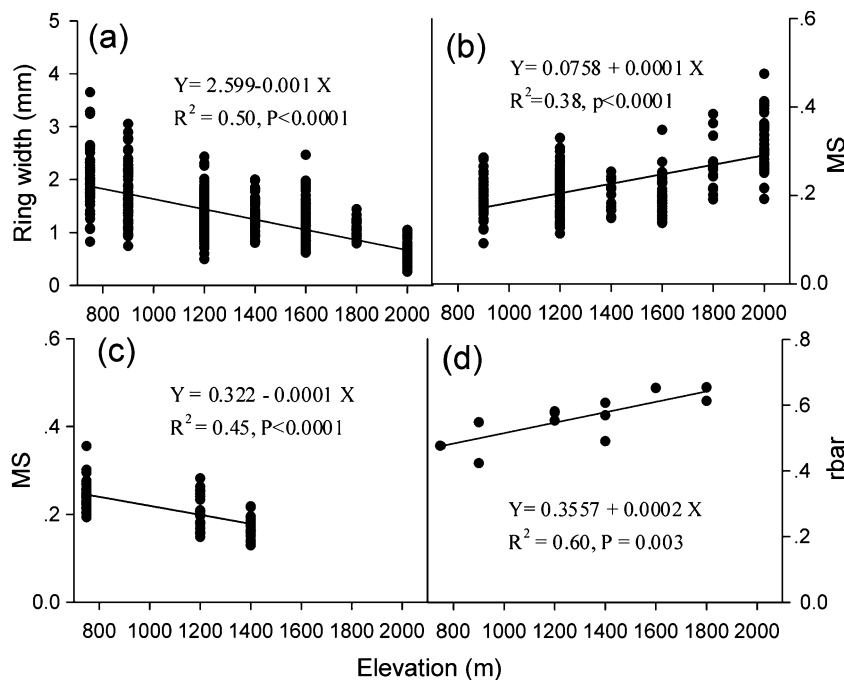 (a)
Y= 2.599-0.001 X
R² = 0.50, P<0.0001
Ring width (mm)
5
4
3
2
1
0
800 1000 1200 1400 1600 1800 2000
(b)
Y= 0.0758 + 0.0001 X
R²=0.38, p<0.0001
MS
.6
.4
.2
.0
800 1000 1200 1400 1600 1800 2000
(c)
Y = 0.322 - 0.0001 X
R² = 0.45, P<0.0001
MS
.6
.4
.2
0.0
800 1000 1200 1400 1600 1800 2000
(d)
Y= 0.3557 + 0.0002 X
R² = 0.60, P = 0.003
rbar
.8
.6
.4
.2
0.0
800 1000 1200 1400 1600 1800 2000
Elevation (m)